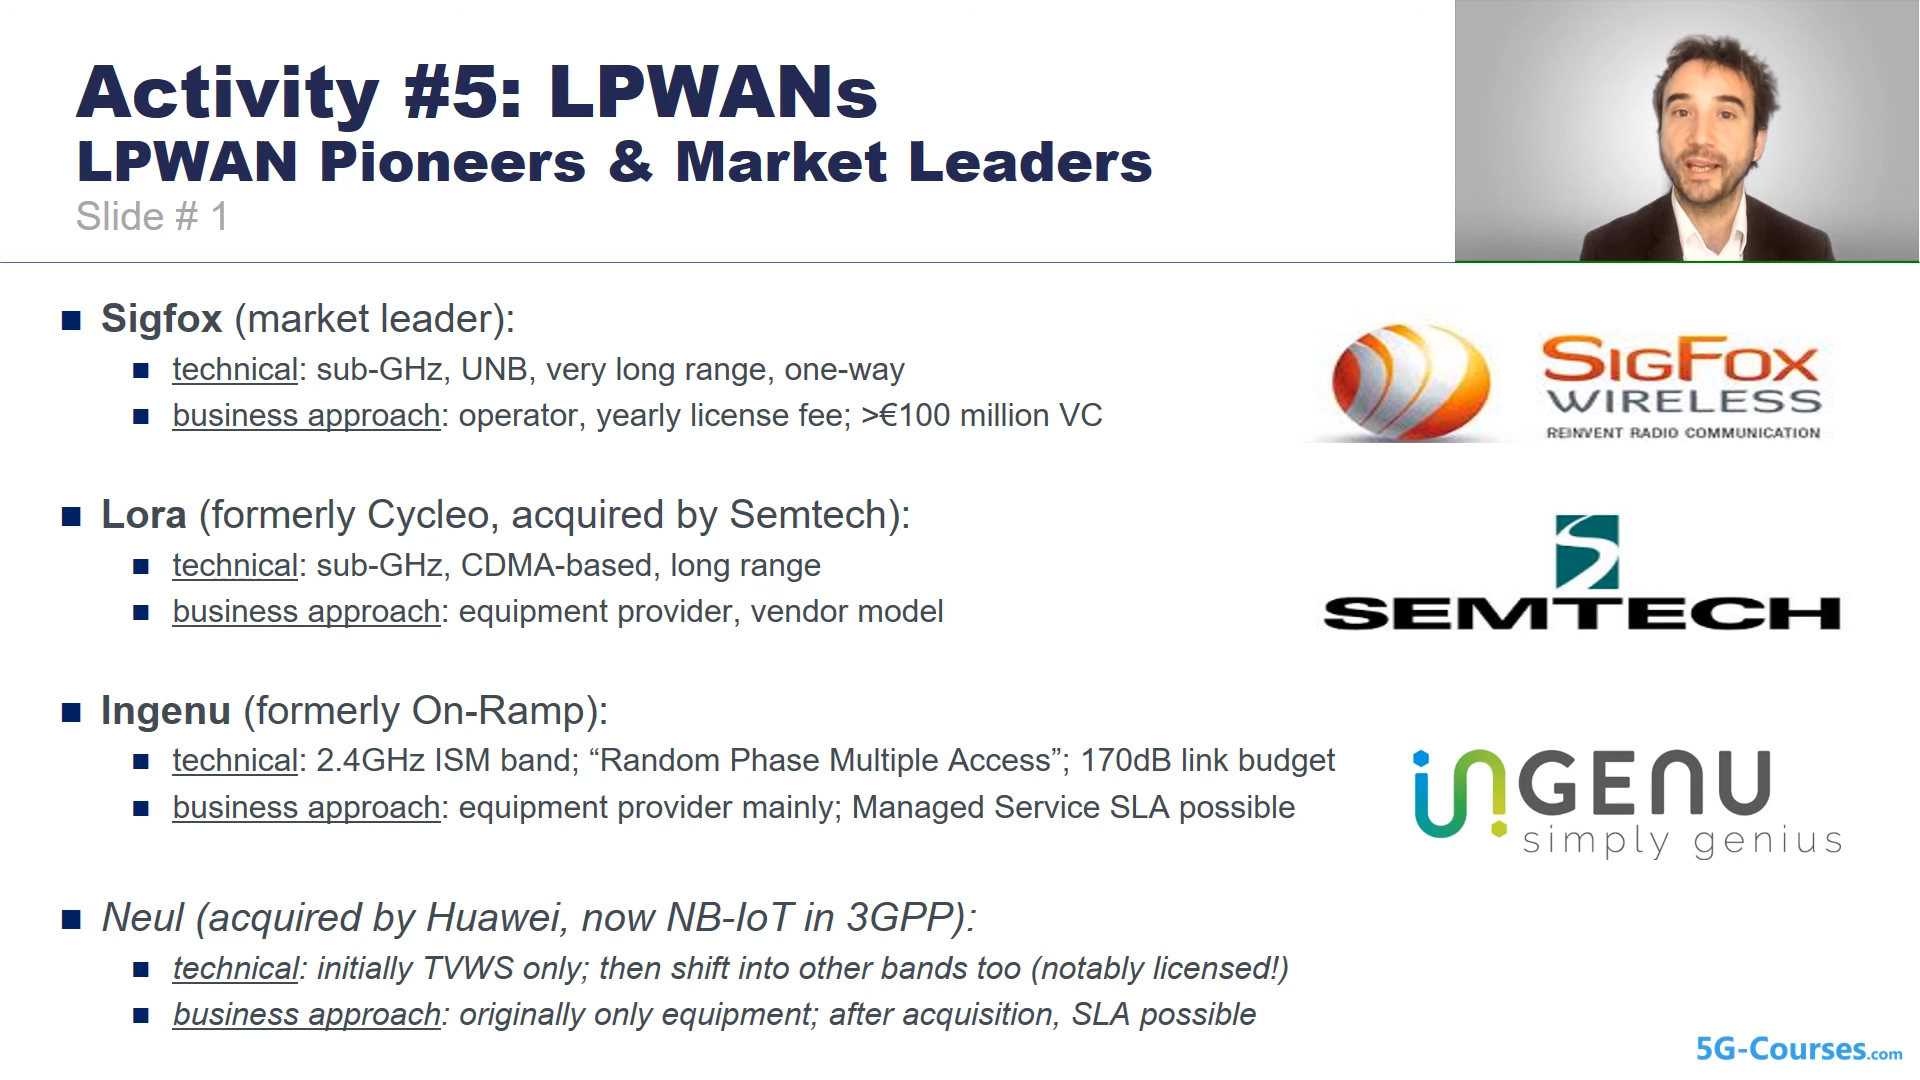 Activity #5: LPWANs
LPWAN Pioneers & Market Leaders
Slide # 1
■ Sigfox (market leader):
■ technical: sub-GHz, UNB, very long range, one-way
■ business approach: operator, yearly license fee; >€100 million VC
SIGFOX
WIRELESS
REINVENT RADIO COMMUNICATION
■ Lora (formerly Cycleo, acquired by Semtech):
■ technical: sub-GHz, CDMA-based, long range
■ business approach: equipment provider, vendor model
SEMTECH
■ Ingenu (formerly On-Ramp):
■ technical: 2.4GHz ISM band; “Random Phase Multiple Access”; 170dB link budget
■ business approach: equipment provider mainly; Managed Service SLA possible
inGENU
simply genius
■ Neul (acquired by Huawei, now NB-IoT in 3GPP):
■ technical: initially TVWS only; then shift into other bands too (notably licensed!)
■ business approach: originally only equipment; after acquisition, SLA possible
5G-Courses.com